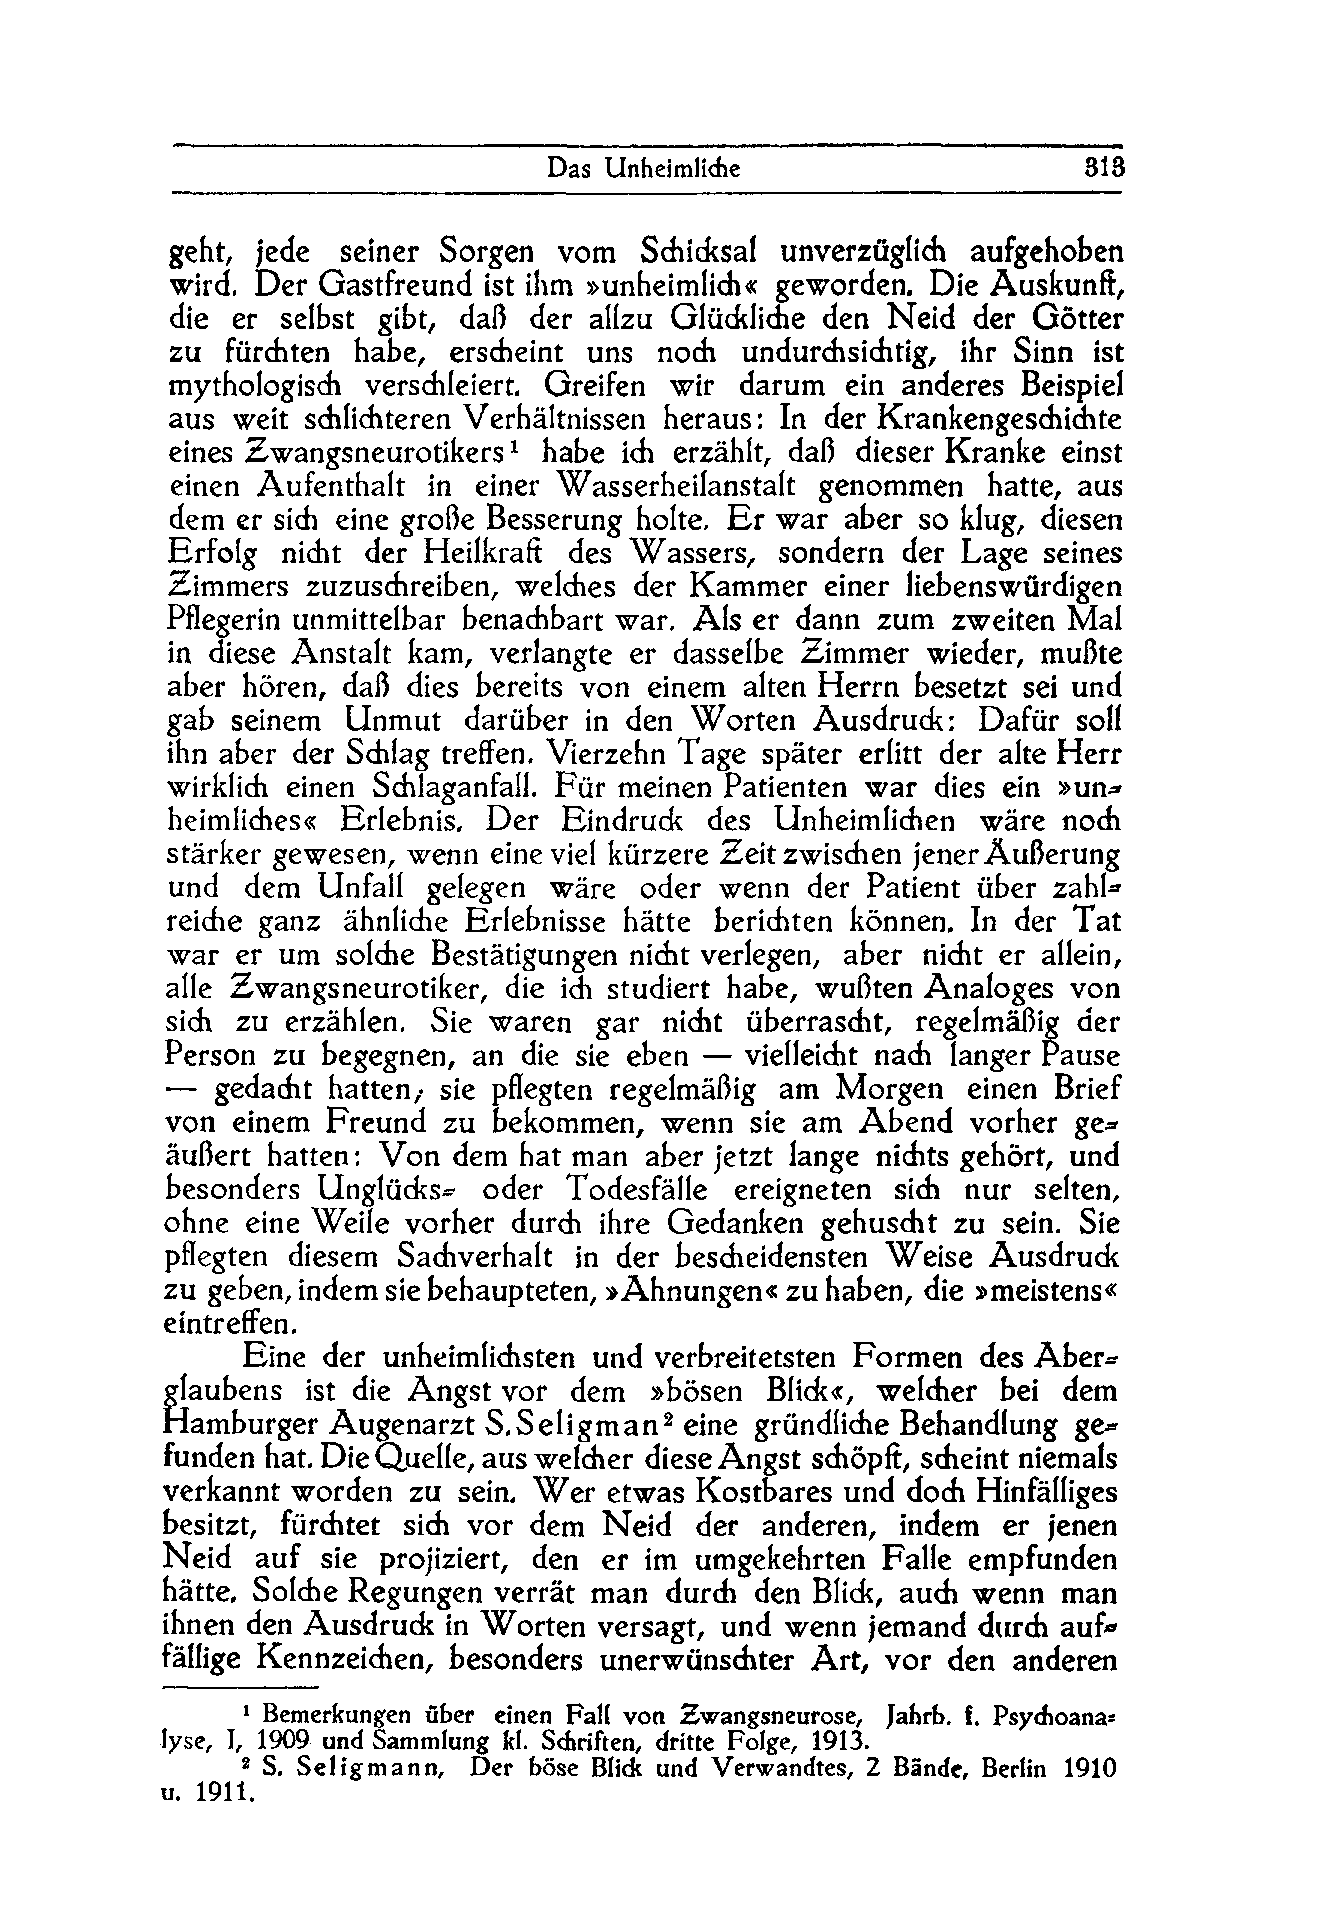 Das Unheimliche 313
geht, jede seiner Sorgen vom Schicksal unverzüglich aufgehoben
wird. Der Gastfreund ist ihm »unheimlich« geworden. Die Auskunft,
die er selbst gibt, daß der allzu Glückliche den Neid der Götter
zu fürchten habe, erscheint uns noch undurchsichtig, ihr Sinn ist
mythologisch verschleiert. Greifen wir darum ein anderes Beispiel
aus weit schlichteren Verhältnissen heraus: In der Krankengeschichte
eines Zwangsneurotikers¹ habe ich erzählt, daß dieser Kranke einst
einen Aufenthalt in einer Wasserheilanstalt genommen hatte, aus
dem er sich eine große Besserung holte. Er war aber so klug, diesen
Erfolg nicht der Heilkraft des Wassers, sondern der Lage seines
Zimmers zuzuschreiben, welches der Kammer einer liebenswürdigen
Pflegerin unmittelbar benachbart war. Als er dann zum zweiten Mal
in diese Anstalt kam, verlangte er dasselbe Zimmer wieder, mußte
aber hören, daß dies bereits von einem alten Herrn besetzt sei und
gab seinem Unmut darüber in den Worten Ausdruck: Dafür soll
ihn aber der Schlag treffen. Vierzehn Tage später erlitt der alte Herr
wirklich einen Schlaganfall. Für meinen Patienten war dies ein »un-
heimliches« Erlebnis. Der Eindruck des Unheimlichen wäre noch
stärker gewesen, wenn eine viel kürzere Zeit zwischen jener Äußerung
und dem Unfall gelegen wäre oder wenn der Patient über zahl-
reiche ganz ähnliche Erlebnisse hätte berichten können. In der Tat
war er um solche Bestätigungen nicht verlegen, aber nicht er allein,
alle Zwangsneurotiker, die ich studiert habe, wußten Analoges von
sich zu erzählen. Sie waren gar nicht überrascht, regelmäßig der
Person zu begegnen, an die sie eben — vielleicht nach langer Pause
— gedacht hatten; sie pflegten regelmäßig am Morgen einen Brief
von einem Freund zu bekommen, wenn sie am Abend vorher ge-
äußert hatten: Von dem hat man aber jetzt lange nichts gehört, und
besonders Unglücks- oder Todesfälle ereigneten sich nur selten,
ohne eine Weile vorher durch ihre Gedanken gehuscht zu sein. Sie
pflegten diesem Sachverhalt in der bescheidensten Weise Ausdruck
zu geben, indem sie behaupteten, »Ahnungen« zu haben, die »meistens«
eintreffen.
Eine der unheimlichsten und verbreitetsten Formen des Aber-
glaubens ist die Angst vor dem »bösen Blick«, welcher bei dem
Hamburger Augenarzt S. Seligman² eine gründliche Behandlung ge-
funden hat. Die Quelle, aus welcher diese Angst schöpft, scheint niemals
verkannt worden zu sein. Wer etwas Kostbares und doch Hinfälliges
besitzt, fürchtet sich vor dem Neid der anderen, indem er jenen
Neid auf sie projiziert, den er im umgekehrten Falle empfunden
hätte. Solche Regungen verrät man durch den Blick, auch wenn man
ihnen den Ausdruck in Worten versagt, und wenn jemand durch auf-
fällige Kennzeichen, besonders unerwünschter Art, vor den anderen
¹ Bemerkungen über einen Fall von Zwangsneurose, Jahrb. f. Psychoana-
lyse, I, 1909 und Sammlung kl. Schriften, dritte Folge, 1913.
² S. Seligmann, Der böse Blick und Verwandtes, 2 Bände, Berlin 1910
u. 1911.